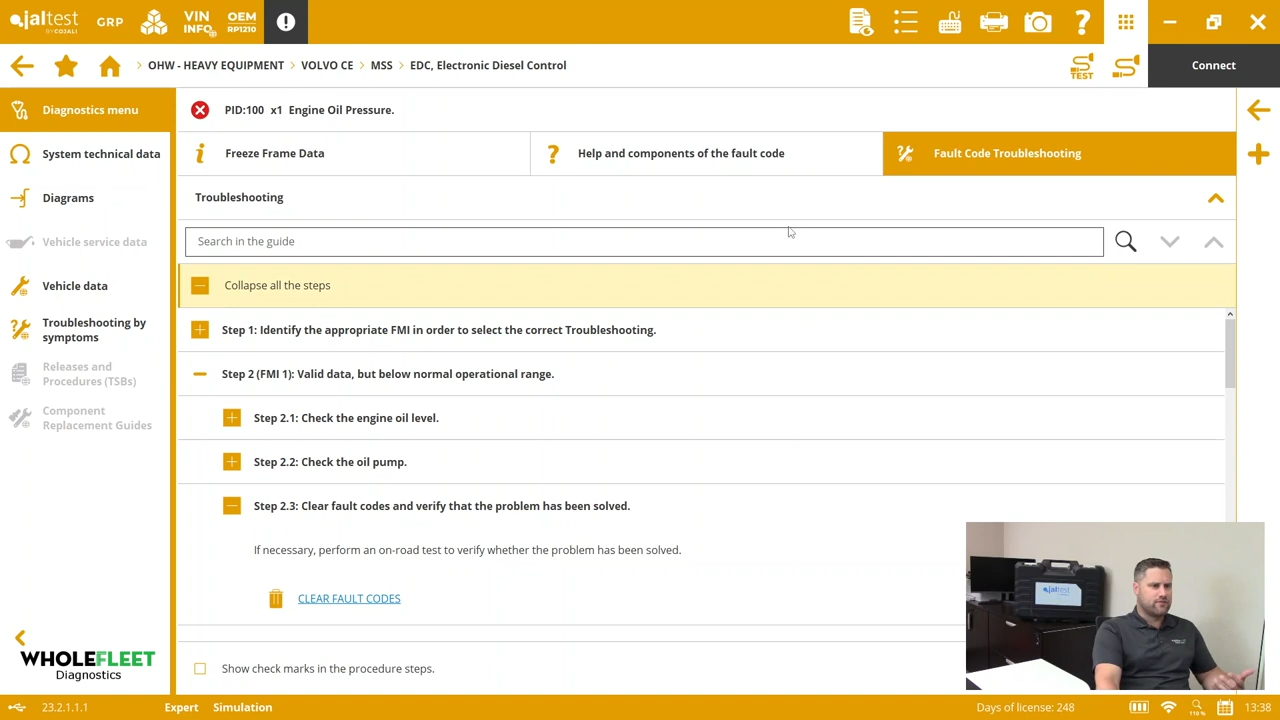 jaltest
BY COJALI
GRP
VIN
INFO
OEM
RP1210
TEST
OHW - HEAVY EQUIPMENT > VOLVO CE > MSS > EDC, Electronic Diesel Control
Connect
Diagnostics menu
System technical data
Diagrams
Vehicle service data
Vehicle data
Troubleshooting by
symptoms
Releases and
Procedures (TSBs)
Component
Replacement Guides
WHOLEFLEET
Diagnostics
PID:100 x1 Engine Oil Pressure.
Freeze Frame Data
Help and components of the fault code
Fault Code Troubleshooting
Troubleshooting
Search in the guide
Collapse all the steps
Step 1: Identify the appropriate FMI in order to select the correct Troubleshooting.
Step 2 (FMI 1): Valid data, but below normal operational range.
Step 2.1: Check the engine oil level.
Step 2.2: Check the oil pump.
Step 2.3: Clear fault codes and verify that the problem has been solved.
If necessary, perform an on-road test to verify whether the problem has been solved.
CLEAR FAULT CODES
Show check marks in the procedure steps.
jaltest
23.2.1.1.1
Expert
Simulation
Days of license: 248
110 %
13:38